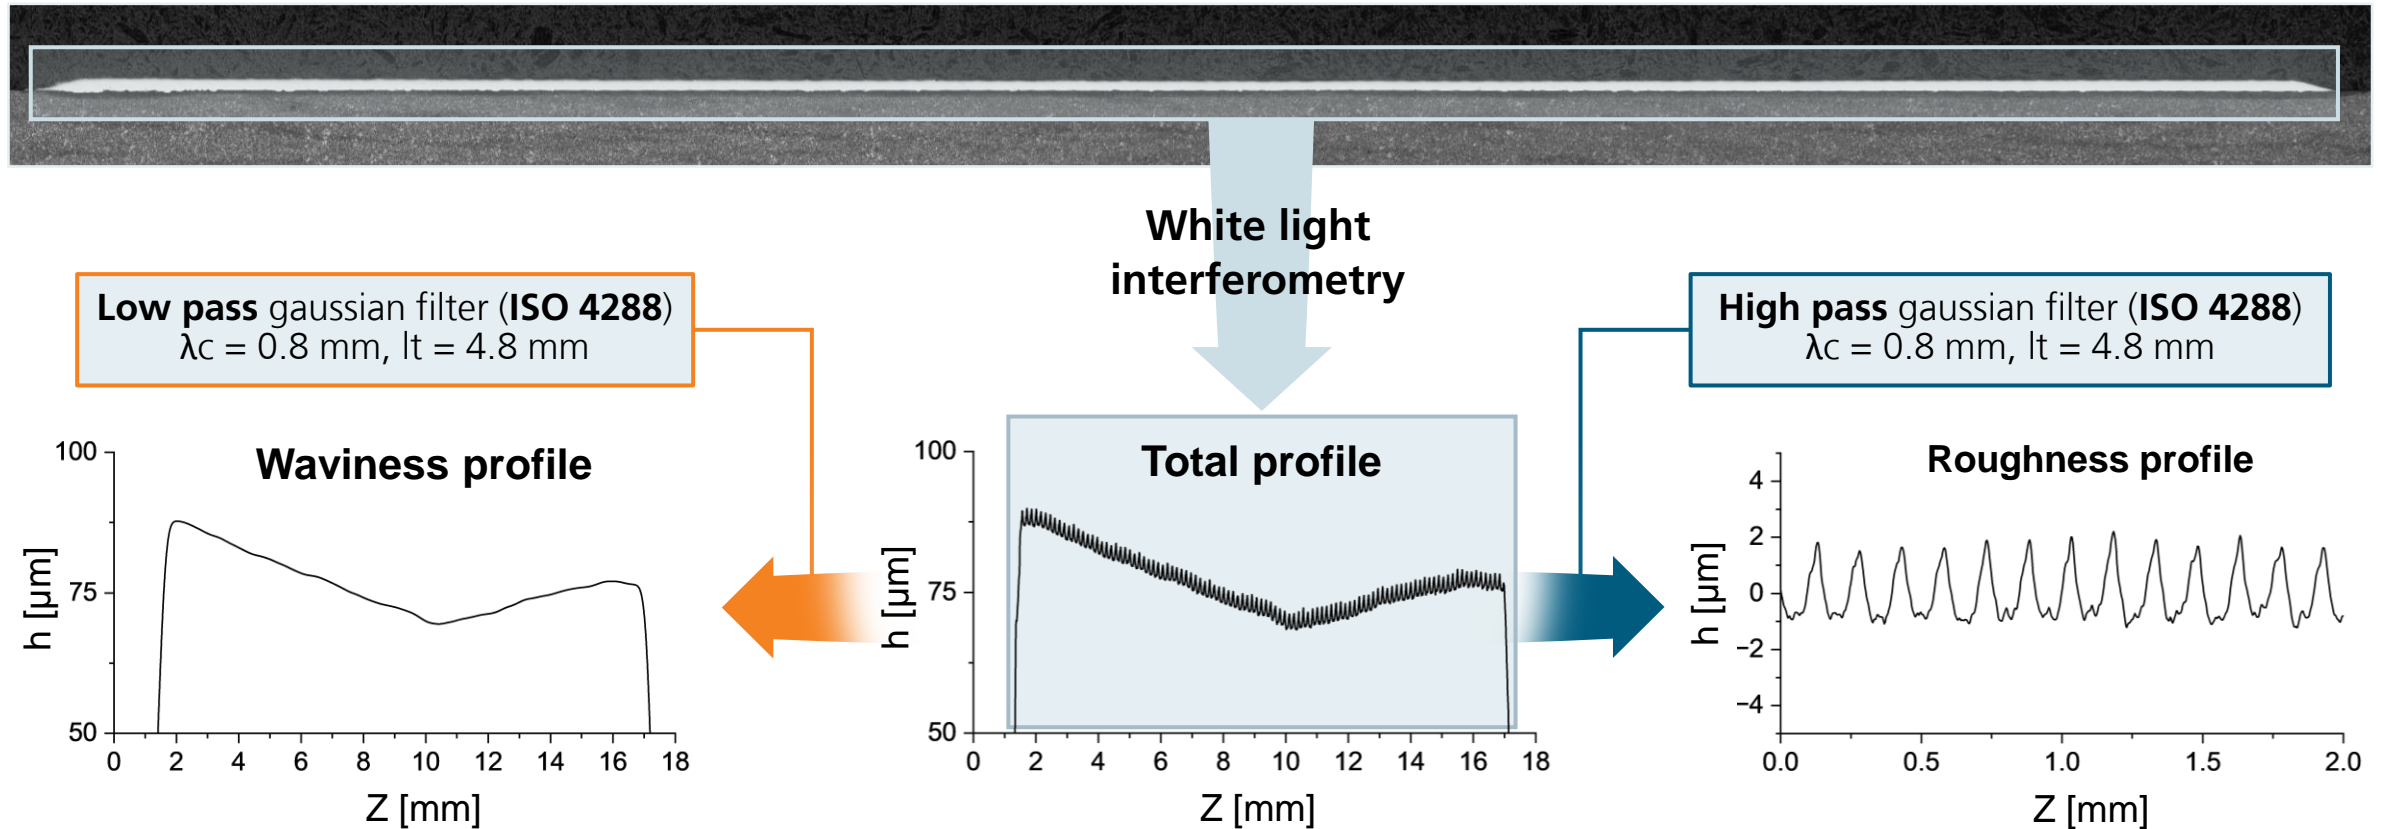 White light
interferometry
Low pass gaussian filter (ISO 4288)
λc = 0.8 mm, lt = 4.8 mm
High pass gaussian filter (ISO 4288)
λc = 0.8 mm, lt = 4.8 mm
Waviness profile
100
75
50
h [µm]
0 2 4 6 8 10 12 14 16 18
Z [mm]
Total profile
100
75
50
h [µm]
0 2 4 6 8 10 12 14 16 18
Z [mm]
Roughness profile
4
2
0
−2
−4
h [µm]
0.0 0.5 1.0 1.5 2.0
Z [mm]